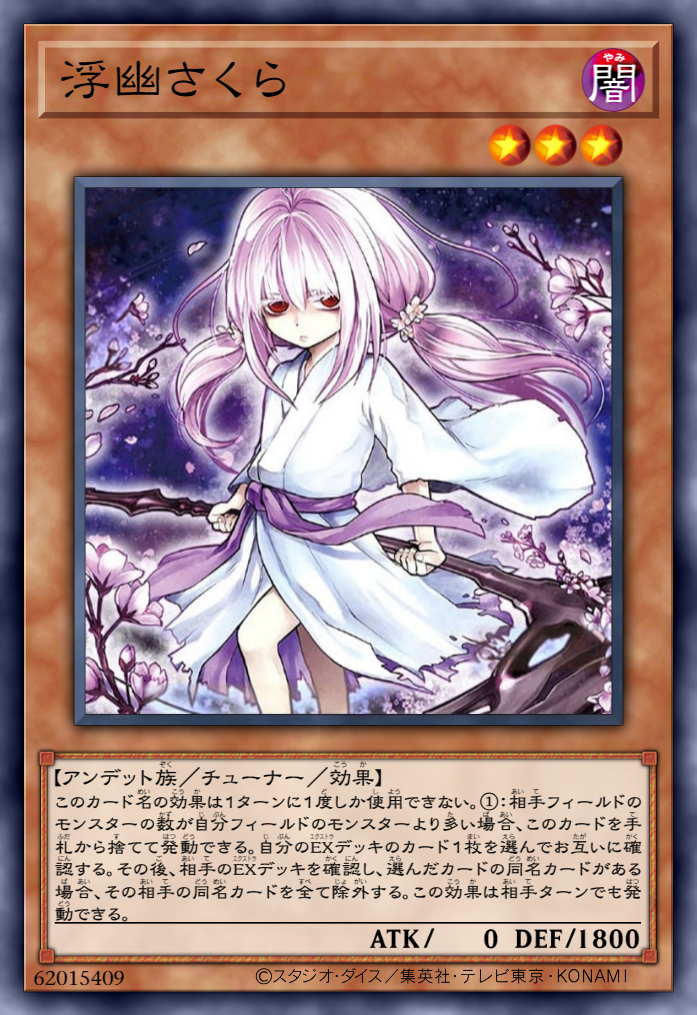 浮幽さくら
闇
やみ
【アンデット族／チューナー／効果】
このカード名の効果は1ターンに1度しか使用できない。①：相手フィールドの
モンスターの数が自分フィールドのモンスターより多い場合、このカードを手
札から捨てて発動できる。自分のEXデッキのカード1枚を選んでお互いに確
認する。その後、相手のEXデッキを確認し、選んだカードの同名カードがある
場合、その相手の同名カードを全て除外する。この効果は相手ターンでも発
動できる。
ATK/ 0 DEF/1800
62015409 ©スタジオ・ダイス／集英社・テレビ東京・KONAMI